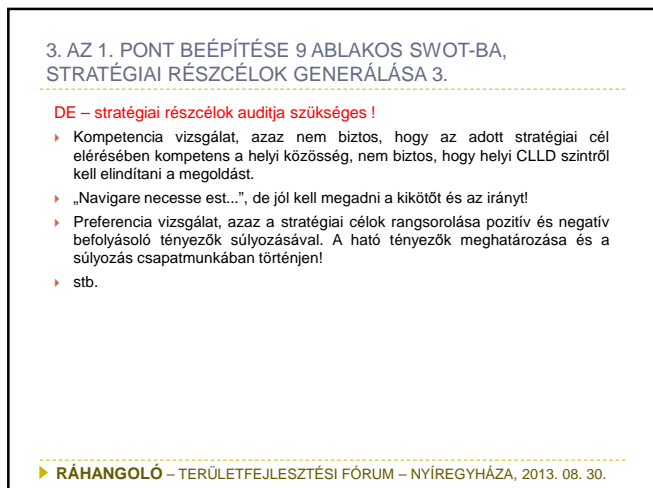 3. AZ 1. PONT BEÉPÍTÉSE 9 ABLAKOS SWOT-BA,
STRATÉGIAI RÉSZCÉLOK GENERÁLÁSA 3.
DE – stratégiai részcélok auditja szükséges !
Kompetencia vizsgálat, azaz nem biztos, hogy az adott stratégiai cél
elérésében kompetens a helyi közösség, nem biztos, hogy helyi CLLD szintről
kell elindítani a megoldást.
„Navigare necesse est...”, de jól kell megadni a kikötőt és az irányt!
Preferencia vizsgálat, azaz a stratégiai célok rangsorolása pozitív és negatív
befolyásoló tényezők súlyozásával. A ható tényezők meghatározása és a
súlyozás csapatmunkában történjen!
stb.
RÁHANGOLÓ – TERÜLETFEJLESZTÉSI FÓRUM – NYÍREGYHÁZA, 2013. 08. 30.